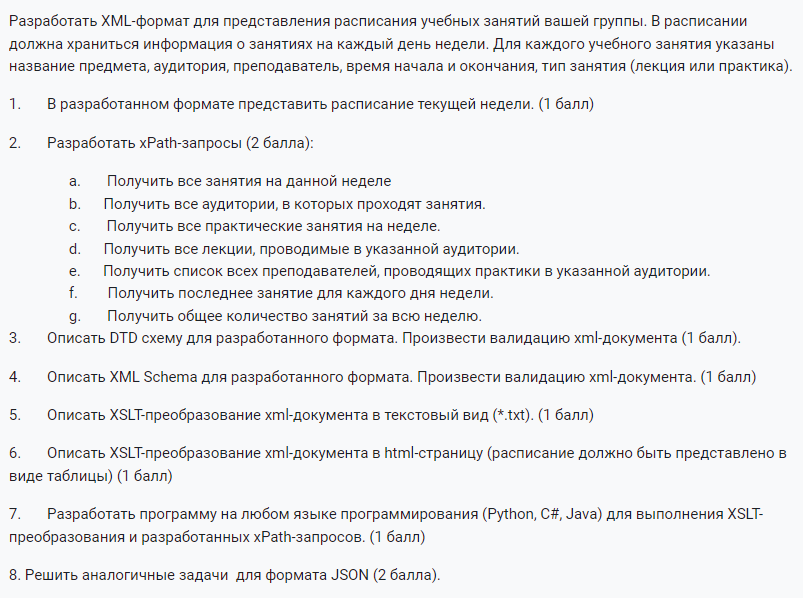 Разработать XML-формат для представления расписания учебных занятий вашей группы. В расписании
должна храниться информация о занятиях на каждый день недели. Для каждого учебного занятия указаны
название предмета, аудитория, преподаватель, время начала и окончания, тип занятия (лекция или практика).
1. В разработанном формате представить расписание текущей недели. (1 балл)
2. Разработать xPath-запросы (2 балла):
a. Получить все занятия на данной неделе
b. Получить все аудитории, в которых проходят занятия.
c. Получить все практические занятия на неделе.
d. Получить все лекции, проводимые в указанной аудитории.
e. Получить список всех преподавателей, проводящих практики в указанной аудитории.
f. Получить последнее занятие для каждого дня недели.
g. Получить общее количество занятий за всю неделю.
3. Описать DTD схему для разработанного формата. Произвести валидацию xml-документа (1 балл).
4. Описать XML Schema для разработанного формата. Произвести валидацию xml-документа. (1 балл)
5. Описать XSLT-преобразование xml-документа в текстовый вид (*.txt). (1 балл)
6. Описать XSLT-преобразование xml-документа в html-страницу (расписание должно быть представлено в
виде таблицы) (1 балл)
7. Разработать программу на любом языке программирования (Python, C#, Java) для выполнения XSLT-
преобразования и разработанных xPath-запросов. (1 балл)
8. Решить аналогичные задачи для формата JSON (2 балла).